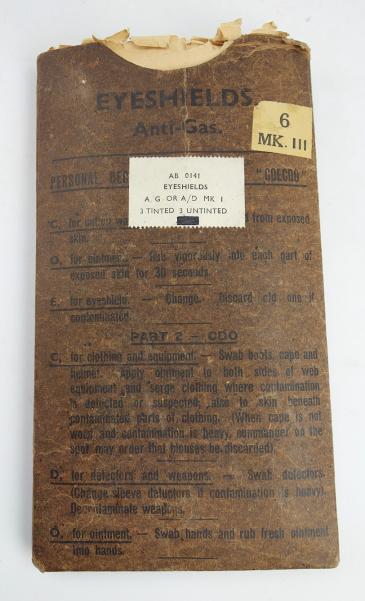 EYESHIELDS
Anti-Gas.
6
MK. III
AB 0141
EYESHIELDS
A.G OR A/D MK I
3 TINTED 3 UNTINTED
PERSONAL "COECDO"
C, for from exposed
skin.
O, for ointment.— Rub vigorously into each part of
exposed skin for 30 seconds.
E, for eyeshield. — Change. Discard old one if
contaminated.
PART 2 - CDO
C, for clothing and equipment. — Swab boots, cape and
helmet. Apply ointment to both sides of web
equipment and serge clothing where contamination
is detected or suspected, also to skin beneath
contaminated parts of clothing. (When cape is not
worn and contamination is heavy, commander on the
spot may order that blouses be discarded).
D, for detectors and weapons. — Swab detectors.
(Change sleeve detectors if contamination is heavy).
Decontaminate weapons.
O, for ointment.— Swab hands and rub fresh ointment
into hands.